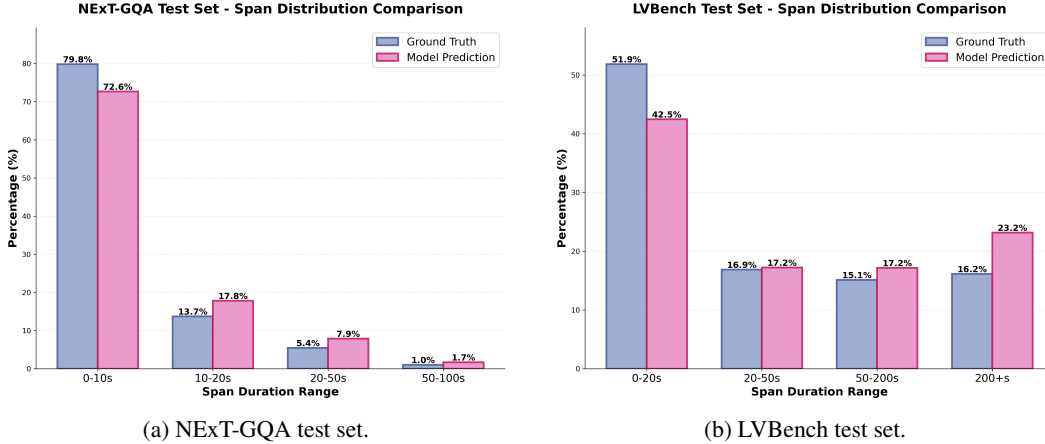 NExT-GQA Test Set - Span Distribution Comparison
Ground Truth
Model Prediction
Percentage (%)
80
70
60
50
40
30
20
10
0
79.8%
72.6%
13.7%
17.8%
5.4%
7.9%
1.0%
1.7%
0-10s
10-20s
20-50s
50-100s
Span Duration Range
(a) NExT-GQA test set.
LVBench Test Set - Span Distribution Comparison
Ground Truth
Model Prediction
Percentage (%)
50
40
30
20
10
0
51.9%
42.5%
16.9%
17.2%
15.1%
17.2%
16.2%
23.2%
0-20s
20-50s
50-200s
200+s
Span Duration Range
(b) LVBench test set.